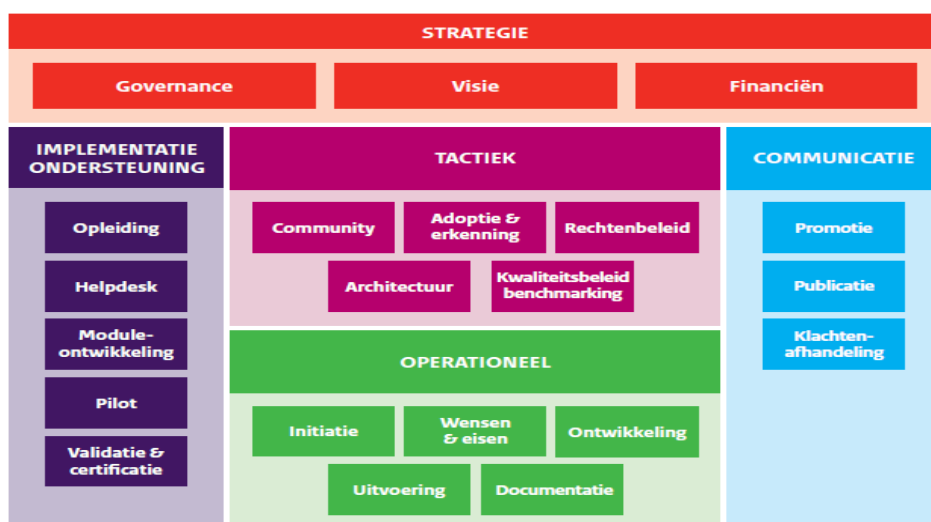 STRATEGIE
Governance
Visie
Financiën
IMPLEMENTATIE
ONDERSTEUNING
Opleiding
Helpdesk
Module-
ontwikkeling
Pilot
Validatie &
certificatie
TACTIEK
Community
Adoptie &
erkenning
Rechtenbeleid
Architectuur
Kwaliteitsbeleid
benchmarking
OPERATIONEEL
Initiatie
Wensen
& eisen
Ontwikkeling
Uitvoering
Documentatie
COMMUNICATIE
Promotie
Publicatie
Klachten-
afhandeling